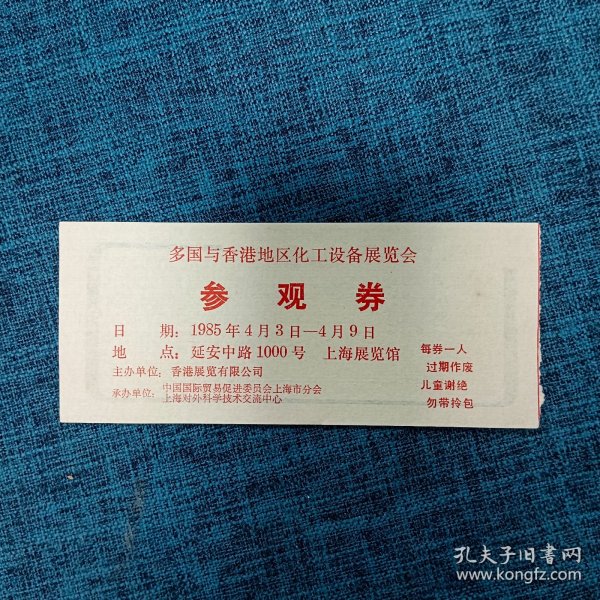 多国与香港地区化工设备展览会
参观券
日 期: 1985年4月3日—4月9日
地 点: 延安中路1000号 上海展览馆
主办单位: 香港展览有限公司
承办单位: 中国国际贸易促进委员会上海市分会
上海对外科学技术交流中心
每券一人
过期作废
儿童谢绝
勿带拎包
孔夫子旧书网
www.kongfz.com